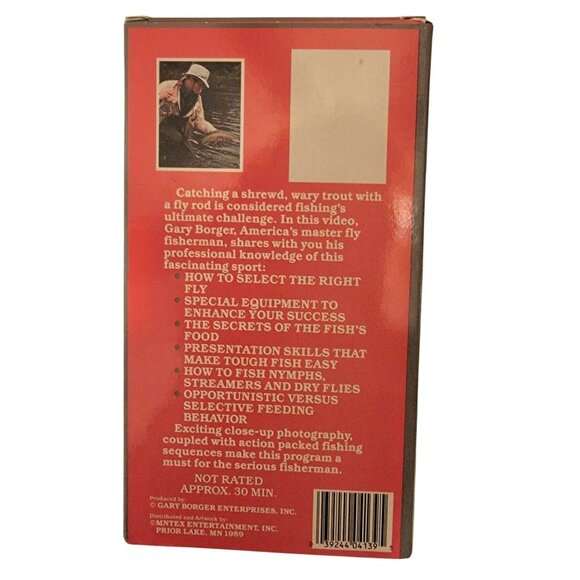 Catching a shrewd, wary trout with
a fly rod is considered fishing's
ultimate challenge. In this video,
Gary Borger, America's master fly
fisherman, shares with you his
professional knowledge of this
fascinating sport:
• HOW TO SELECT THE RIGHT
FLY
• SPECIAL EQUIPMENT TO
ENHANCE YOUR SUCCESS
• THE SECRETS OF THE FISH'S
FOOD
• PRESENTATION SKILLS THAT
MAKE TOUGH FISH EASY
• HOW TO FISH NYMPHS,
STREAMERS AND DRY FLIES
• OPPORTUNISTIC VERSUS
SELECTIVE FEEDING
BEHAVIOR
Exciting close-up photography,
coupled with action packed fishing
sequences make this program a
must for the serious fisherman.
NOT RATED
APPROX. 30 MIN.
Produced by:
© GARY BORGER ENTERPRISES, INC.
Distributed and Artwork by:
©MNTEX ENTERTAINMENT, INC.
PRIOR LAKE, MN 1989
0 39244 04139 5